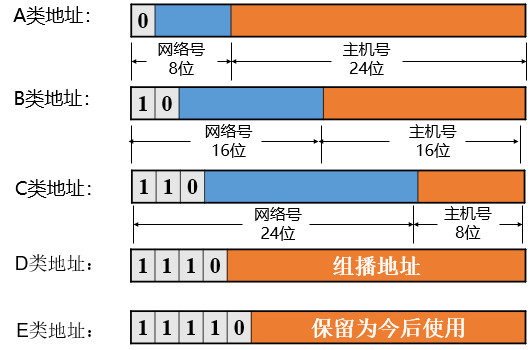 A类地址：
0
网络号 主机号
8位 24位
B类地址：
1 0
网络号 主机号
16位 16位
C类地址：
1 1 0
网络号 主机号
24位 8位
D类地址：
1 1 1 0 组播地址
E类地址：
1 1 1 1 0 保留为今后使用